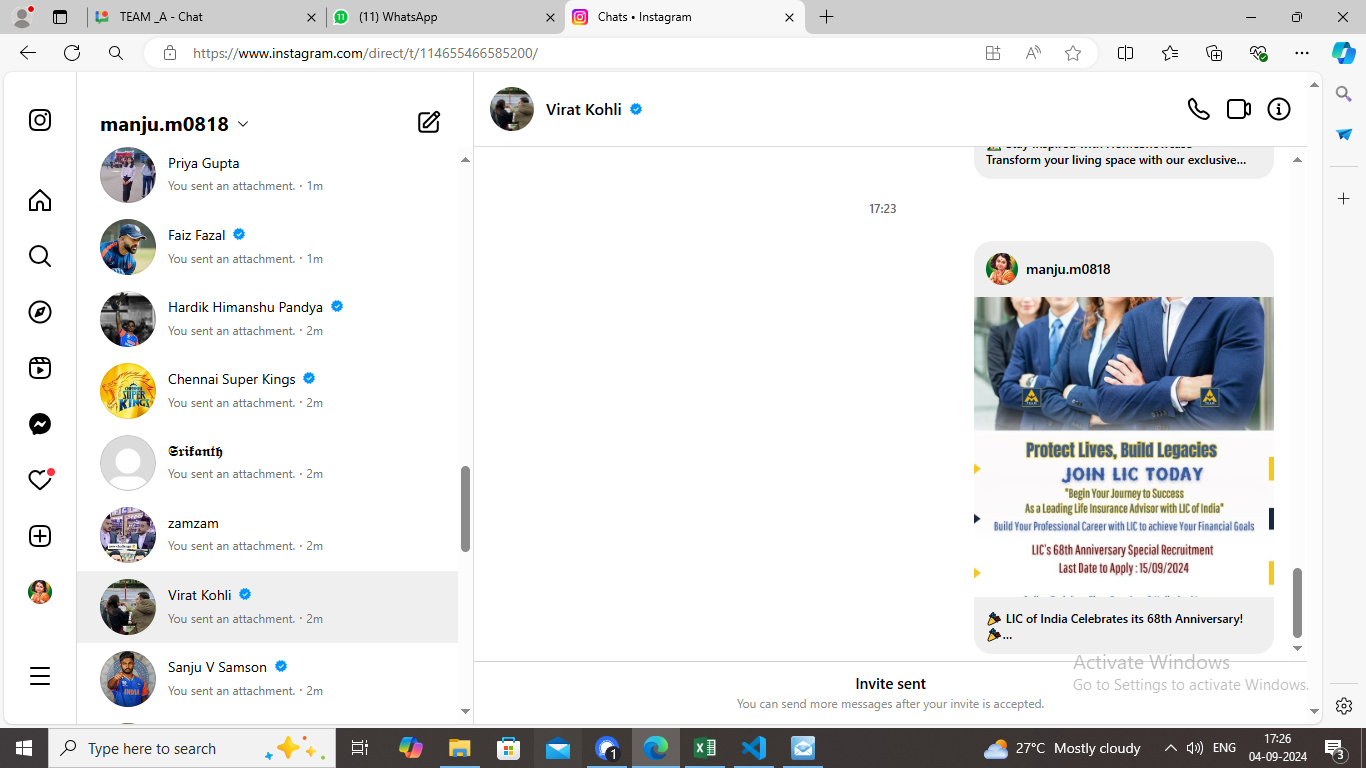 TEAM _A - Chat
(11) WhatsApp
Chats • Instagram
https://www.instagram.com/direct/t/114655466585200/
manju.m0818
Priya Gupta
You sent an attachment. · 1m
Faiz Fazal
You sent an attachment. · 1m
Hardik Himanshu Pandya
You sent an attachment. · 2m
Chennai Super Kings
You sent an attachment. · 2m
𝕾𝖗𝖎𝖐𝖆𝖓𝖙𝖍
You sent an attachment. · 2m
zamzam
You sent an attachment. · 2m
Virat Kohli
You sent an attachment. · 2m
Sanju V Samson
You sent an attachment. · 2m
Virat Kohli
Transform your living space with our exclusive...
17:23
manju.m0818
Protect Lives, Build Legacies
JOIN LIC TODAY
"Begin Your Journey to Success
As a Leading Life Insurance Advisor with LIC of India"
Build Your Professional Career with LIC to achieve Your Financial Goals
LIC's 68th Anniversary Special Recruitment
Last Date to Apply : 15/09/2024
🎉 LIC of India Celebrates its 68th Anniversary!
🎉...
Invite sent
You can send more messages after your invite is accepted.
Activate Windows
Go to Settings to activate Windows.
Type here to search
27°C Mostly cloudy
ENG
17:26
04-09-2024
3